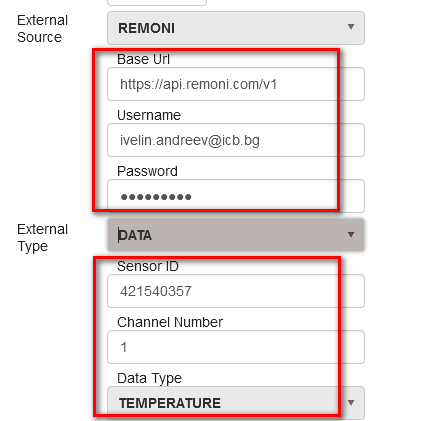 External
Source
REMONI
Base Url
https://api.remoni.com/v1
Username
ivelin.andreev@icb.bg
Password
●●●●●●●●●
External
Type
DATA
Sensor ID
421540357
Channel Number
1
Data Type
TEMPERATURE